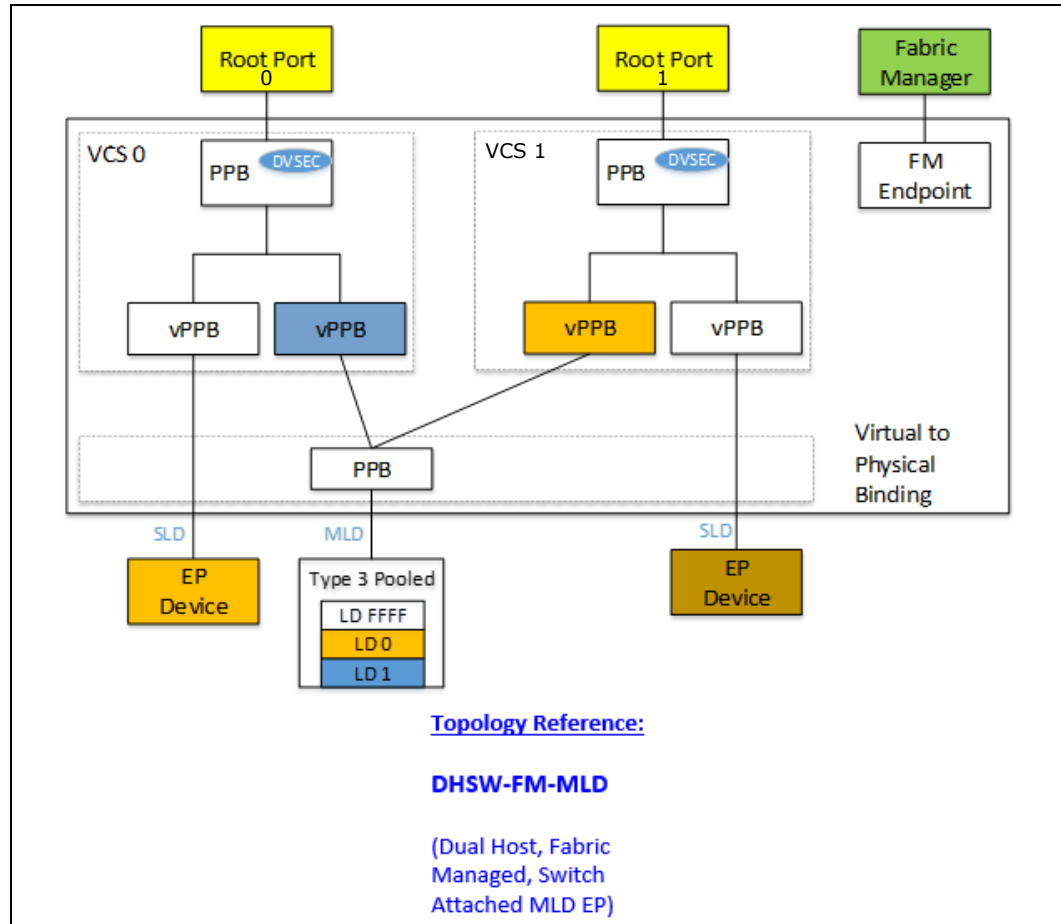 Root Port
0
Root Port
1
Fabric
Manager
VCS 0
PPB
DVSEC
VCS 1
PPB
DVSEC
FM
Endpoint
vPPB
vPPB
vPPB
vPPB
PPB
Virtual to
Physical
Binding
SLD
MLD
SLD
EP
Device
Type 3 Pooled
LD FFFF
LD 0
LD 1
EP
Device
Topology Reference:
DHSW-FM-MLD
(Dual Host, Fabric
Managed, Switch
Attached MLD EP)